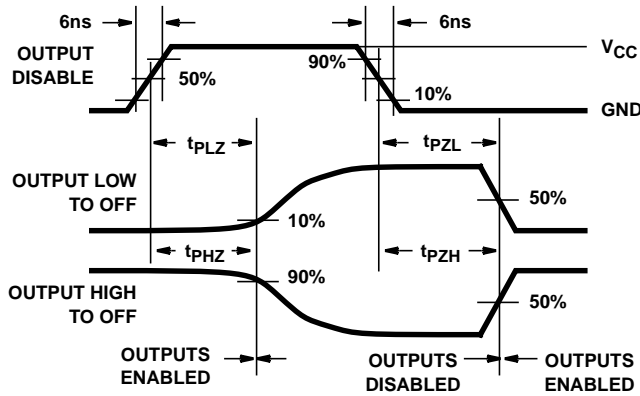 6ns
6ns
OUTPUT
DISABLE
50%
90%
10%
VCC
GND
tPLZ
tPZL
OUTPUT LOW
TO OFF
10%
50%
tPHZ
tPZH
OUTPUT HIGH
TO OFF
90%
50%
OUTPUTS
ENABLED
OUTPUTS
DISABLED
OUTPUTS
ENABLED